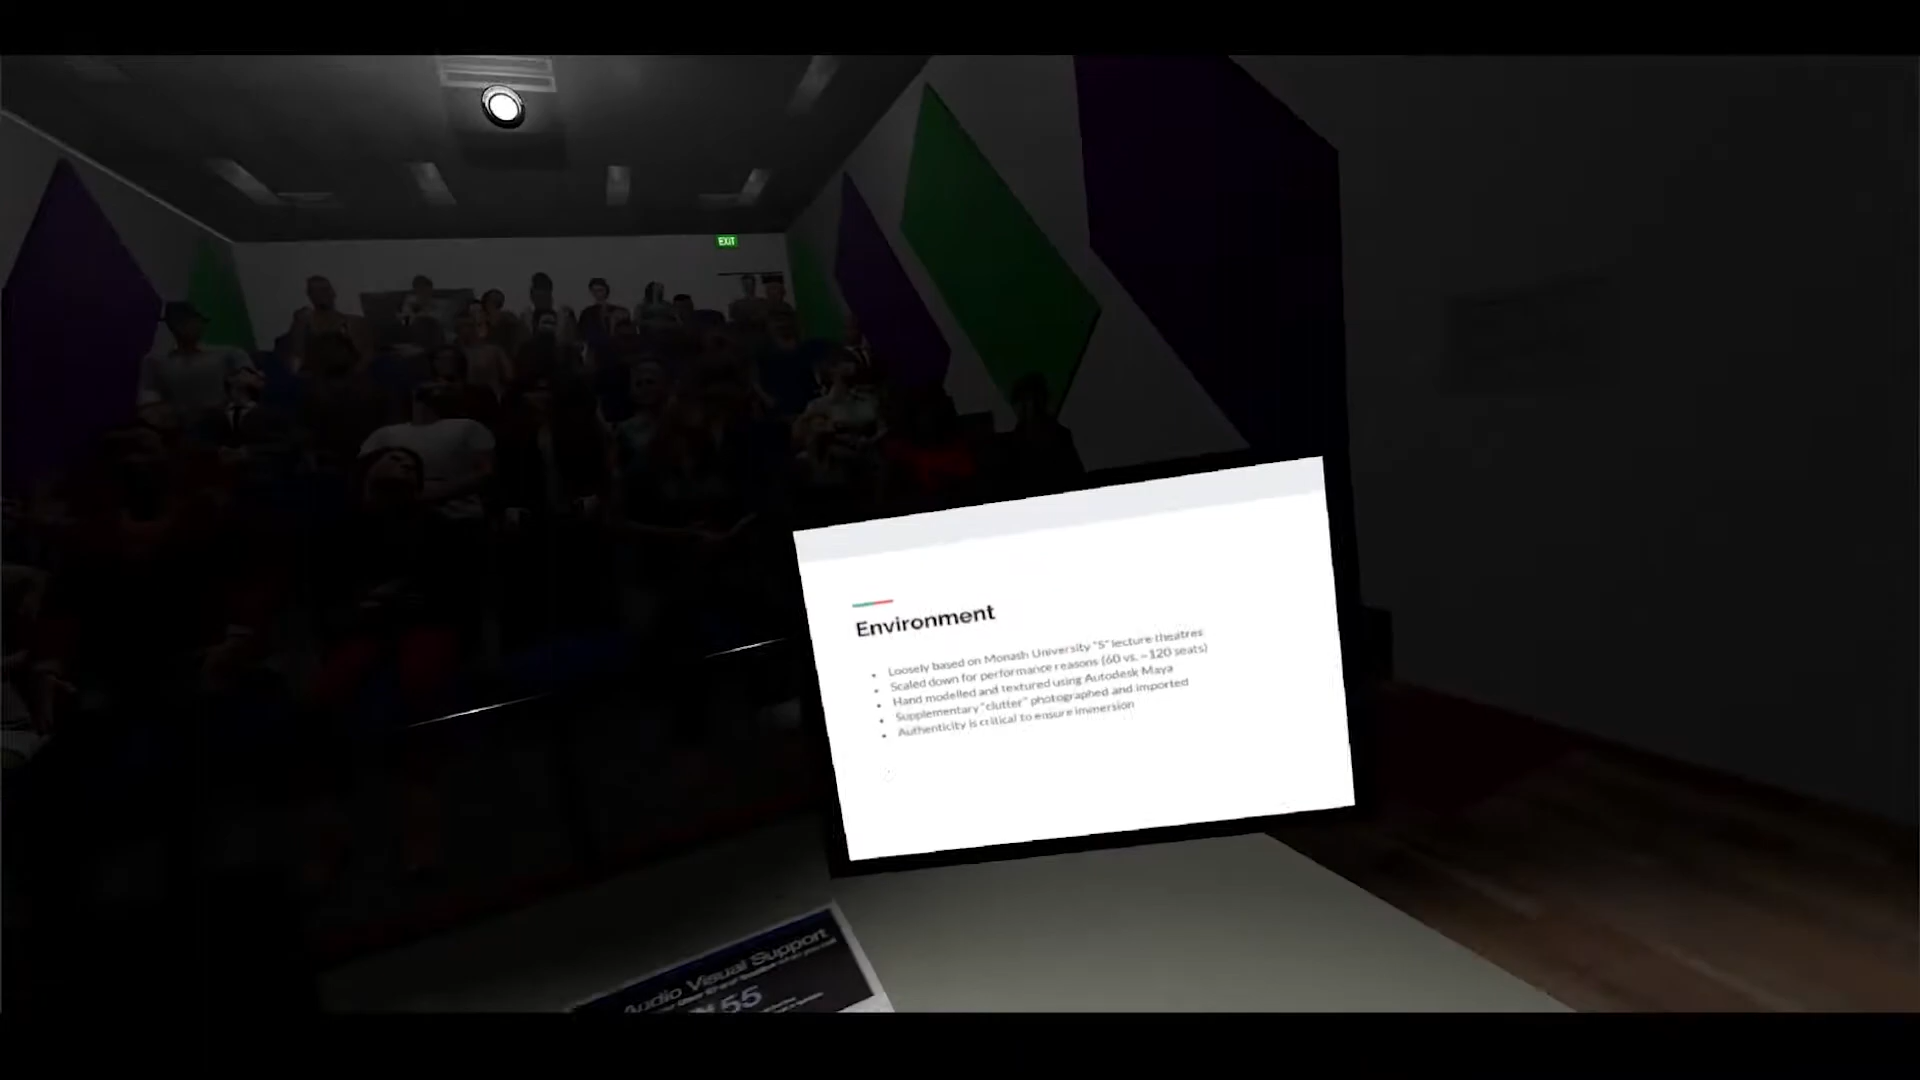 EXIT
Environment
• Loosely based on Monash University "S" lecture theatres
• Scaled down for performance reasons (60 vs. ~120 seats)
• Hand modelled and textured using Autodesk Maya
• Supplementary "clutter" photographed and imported
• Authenticity is critical to ensure immersion
Audio Visual Support
55